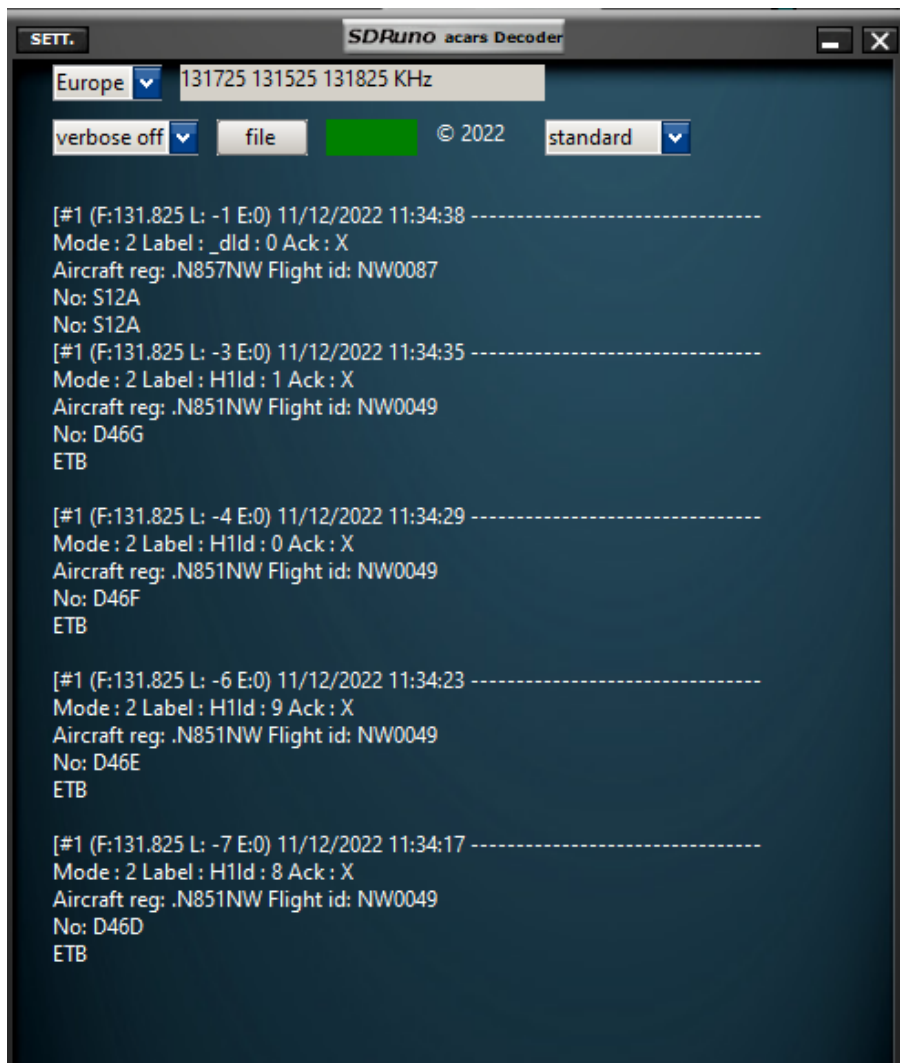 SETT.
SDRuno acars Decoder
Europe
131725 131525 131825 KHz
verbose off
file
© 2022
standard
[#1 (F:131.825 L: -1 E:0) 11/12/2022 11:34:38 --------------------------------
Mode : 2 Label : _dId : 0 Ack : X
Aircraft reg: .N857NW Flight id: NW0087
No: S12A
No: S12A
[#1 (F:131.825 L: -3 E:0) 11/12/2022 11:34:35 --------------------------------
Mode : 2 Label : H1Id : 1 Ack : X
Aircraft reg: .N851NW Flight id: NW0049
No: D46G
ETB
[#1 (F:131.825 L: -4 E:0) 11/12/2022 11:34:29 --------------------------------
Mode : 2 Label : H1Id : 0 Ack : X
Aircraft reg: .N851NW Flight id: NW0049
No: D46F
ETB
[#1 (F:131.825 L: -6 E:0) 11/12/2022 11:34:23 --------------------------------
Mode : 2 Label : H1Id : 9 Ack : X
Aircraft reg: .N851NW Flight id: NW0049
No: D46E
ETB
[#1 (F:131.825 L: -7 E:0) 11/12/2022 11:34:17 --------------------------------
Mode : 2 Label : H1Id : 8 Ack : X
Aircraft reg: .N851NW Flight id: NW0049
No: D46D
ETB